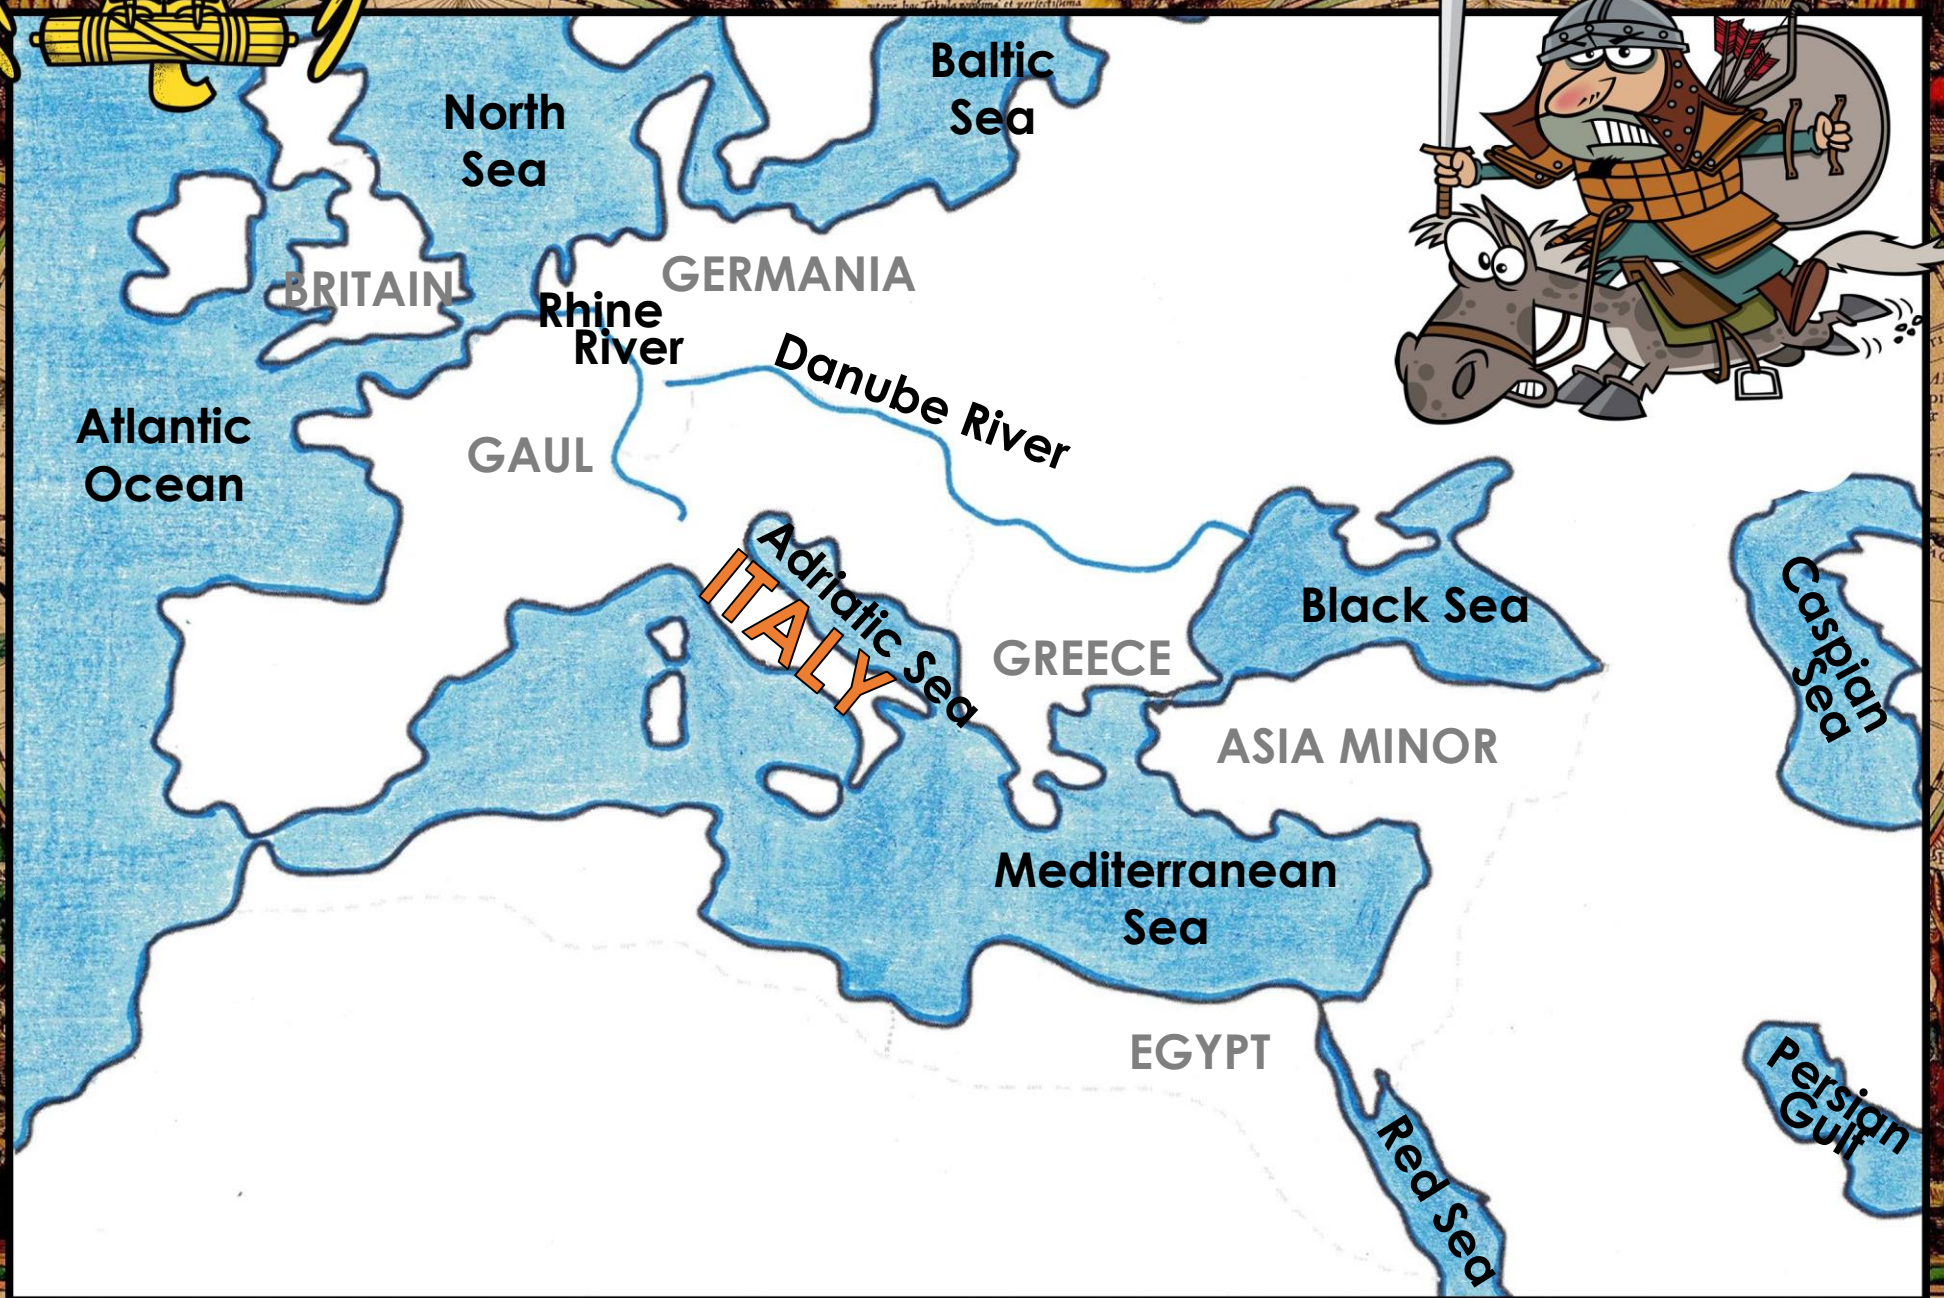 Baltic
Sea
North
Sea
BRITAIN
GERMANIA
Rhine
River
Danube River
Atlantic
Ocean
GAUL
Adriatic Sea
ITALY
GREECE
Black Sea
Caspian
Sea
ASIA MINOR
Mediterranean
Sea
EGYPT
Persian
Gulf
Red Sea